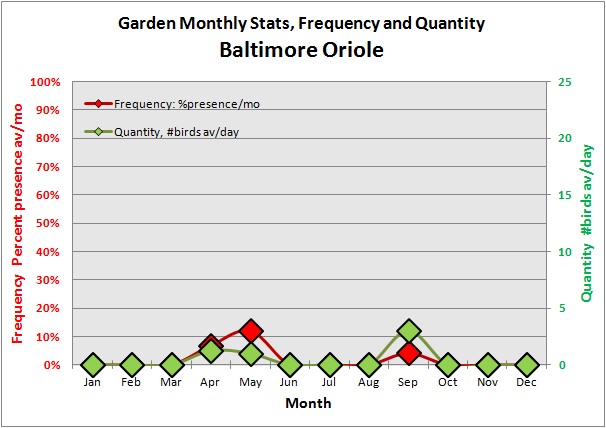 Garden Monthly Stats, Frequency and Quantity
Baltimore Oriole
Frequency Percent presence av/mo
100%
90%
80%
70%
60%
50%
40%
30%
20%
10%
0%
Frequency: %presence/mo
Quantity, #birds av/day
25
20
15
10
5
0
Quantity #birds av/day
Jan Feb Mar Apr May Jun Jul Aug Sep Oct Nov Dec
Month